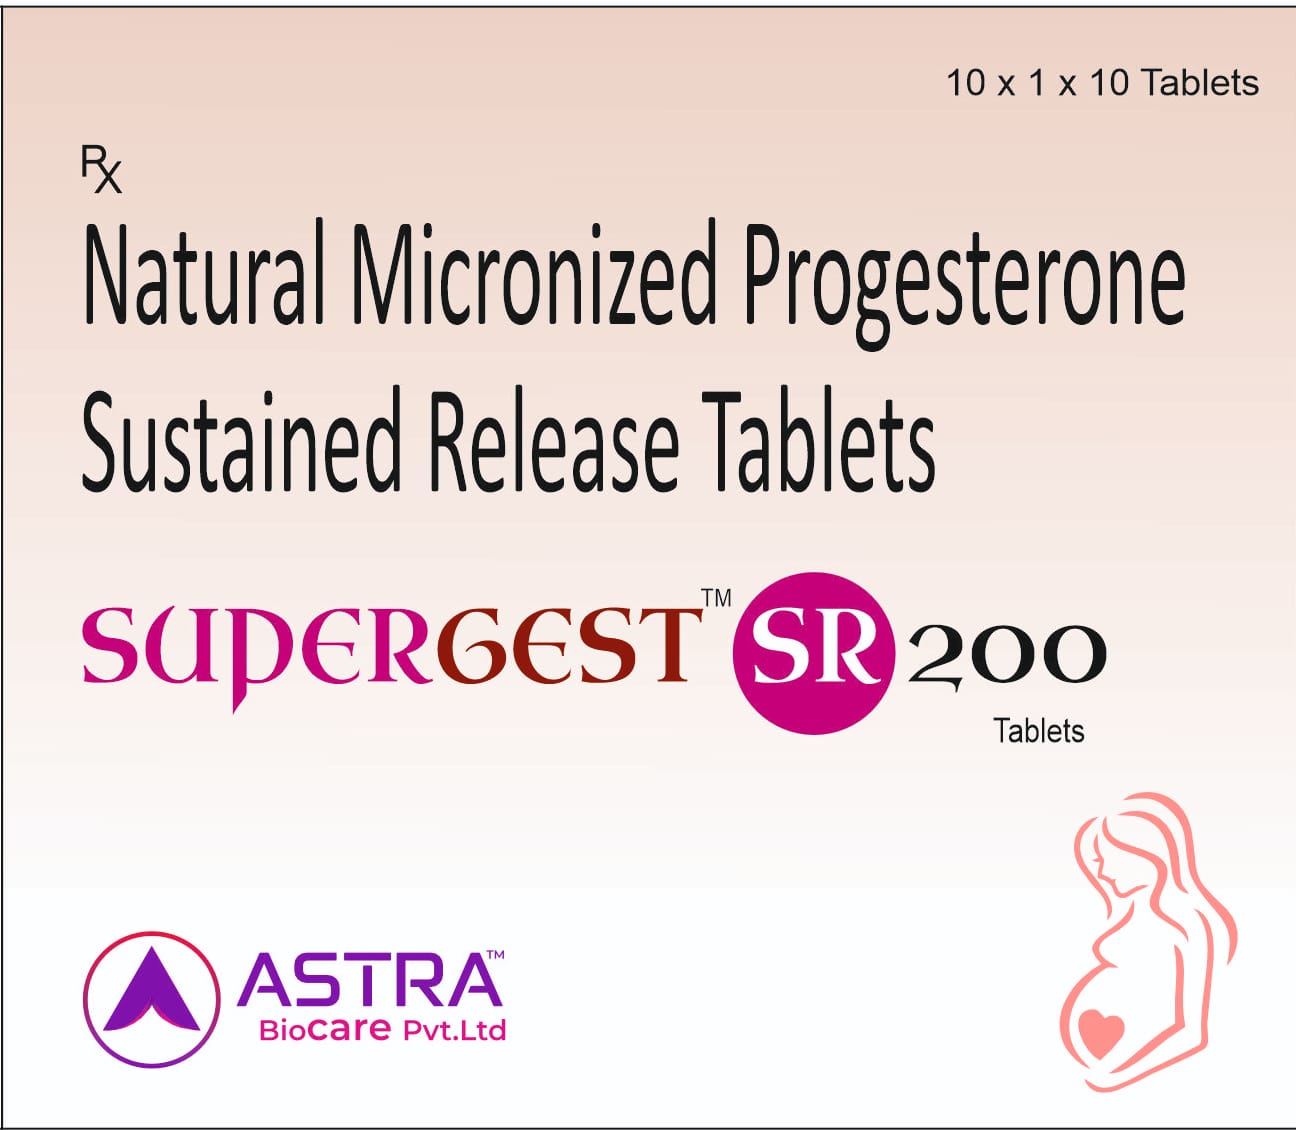 10 x 1 x 10 Tablets
Rx
Natural Micronized Progesterone
Sustained Release Tablets
SUPERGEST™ SR 200
Tablets
ASTRA™
BioCare Pvt.Ltd